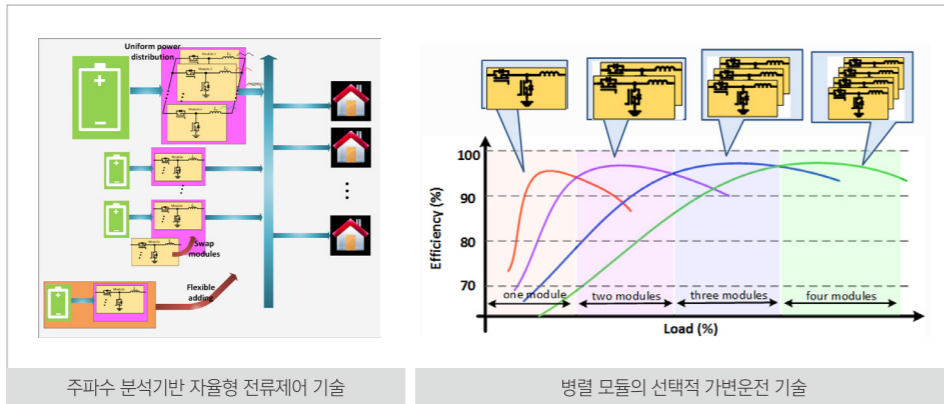 Uniform power
distribution
Swap
modules
Flexible
adding
주파수 분석기반 자율형 전류제어 기술
Efficiency (%)
100
90
80
70
one module
two modules
three modules
four modules
Load (%)
병렬 모듈의 선택적 가변운전 기술